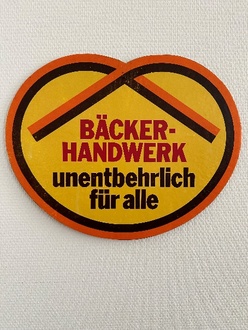 BÄCKER-
HANDWERK
unentbehrlich
für alle